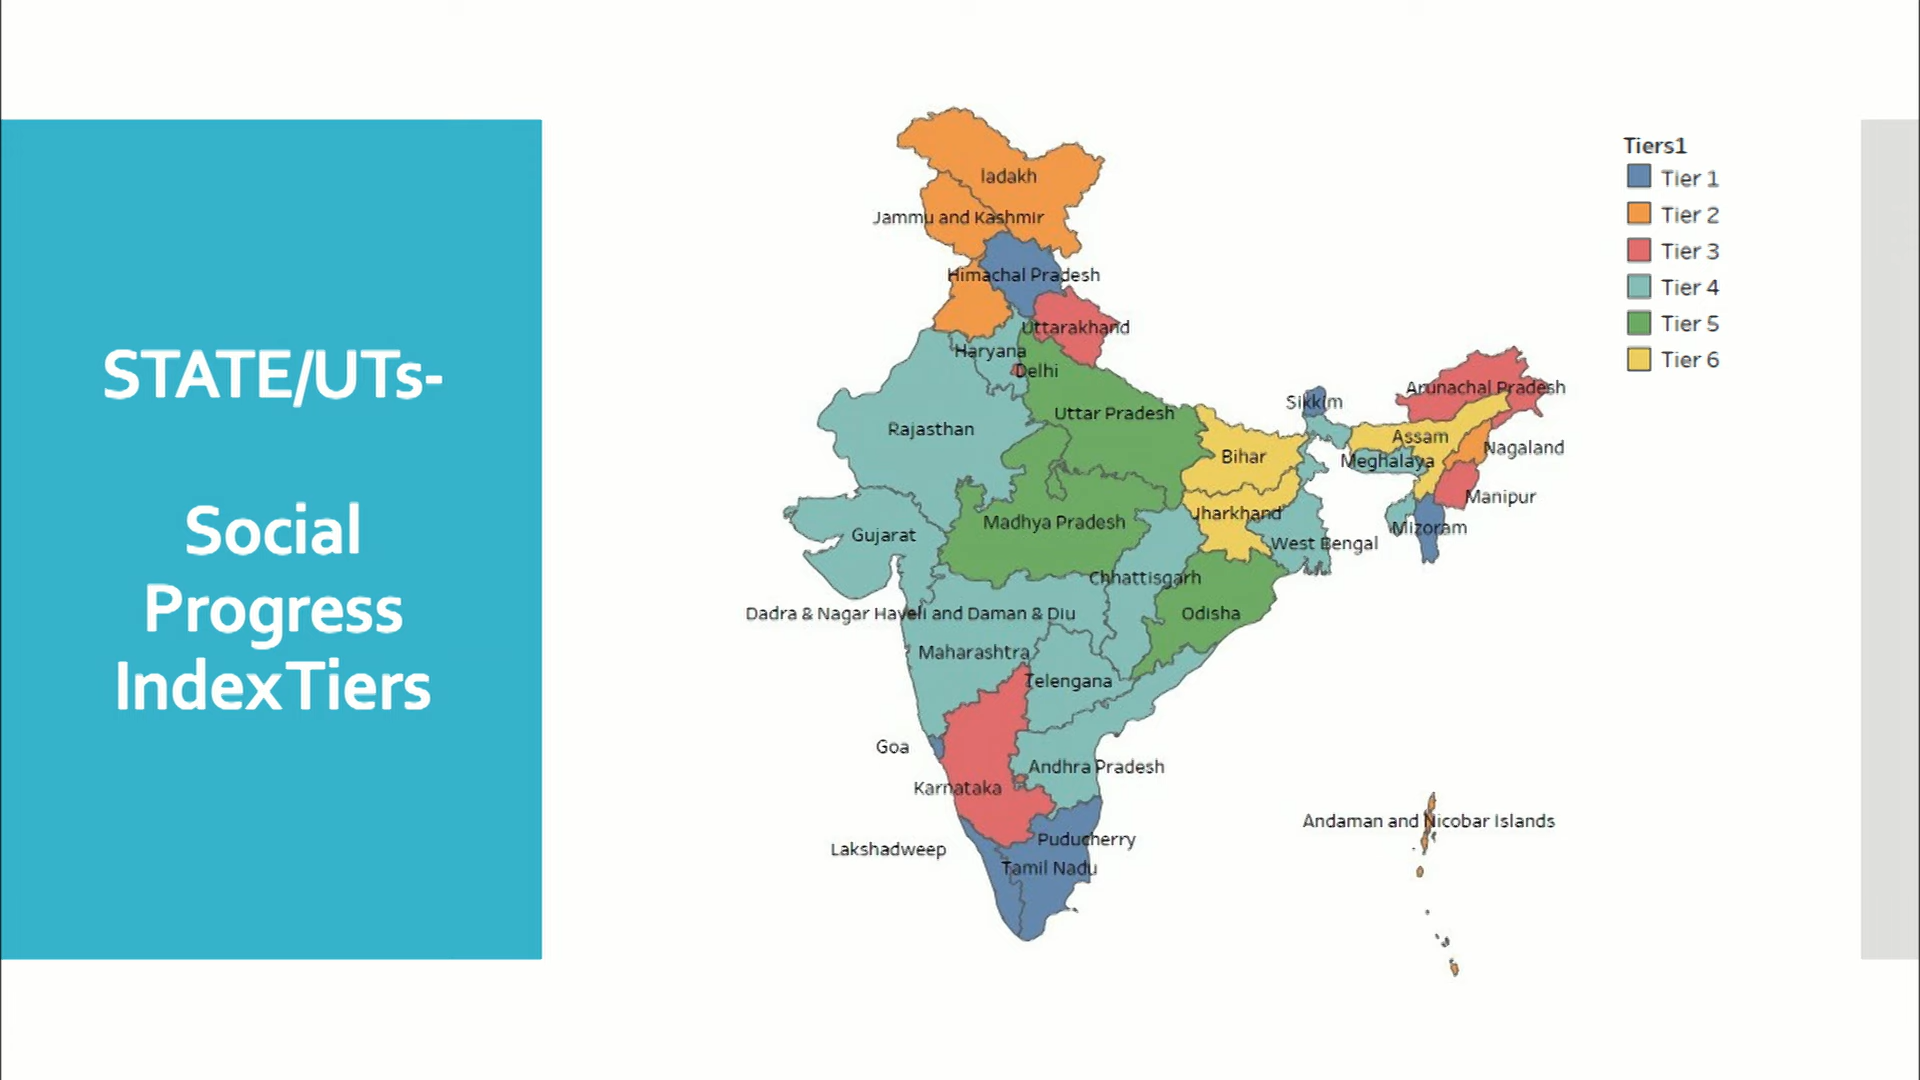 STATE/UTs-
Social
Progress
Index Tiers
ladakh
Jammu and Kashmir
Himachal Pradesh
Uttarakhand
Haryana
Delhi
Uttar Pradesh
Rajasthan
Sikkim
Arunachal Pradesh
Assam
Nagaland
Bihar
Meghalaya
Manipur
Jharkhand
Madhya Pradesh
Mizoram
Gujarat
West Bengal
Chhattisgarh
Dadra & Nagar Haveli and Daman & Diu
Odisha
Maharashtra
Telengana
Goa
Andhra Pradesh
Karnataka
Andaman and Nicobar Islands
Puducherry
Lakshadweep
Tamil Nadu
Tiers1
Tier 1
Tier 2
Tier 3
Tier 4
Tier 5
Tier 6